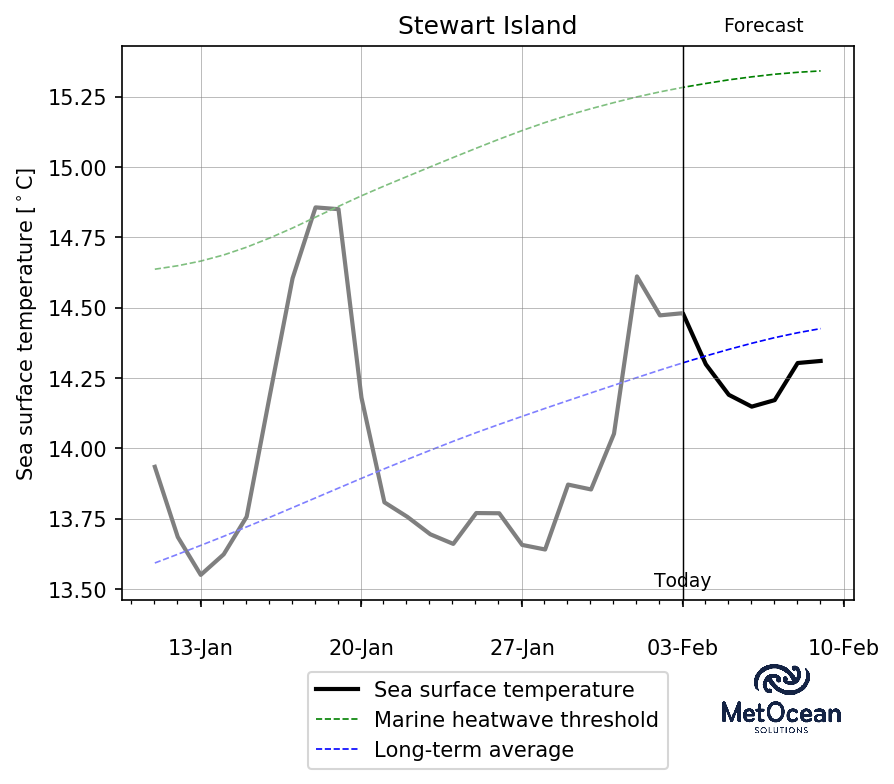 Stewart Island
Forecast
Sea surface temperature [°C]
15.25
15.00
14.75
14.50
14.25
14.00
13.75
13.50
Today
13-Jan
20-Jan
27-Jan
03-Feb
10-Feb
Sea surface temperature
Marine heatwave threshold
Long-term average
MetOcean
SOLUTIONS